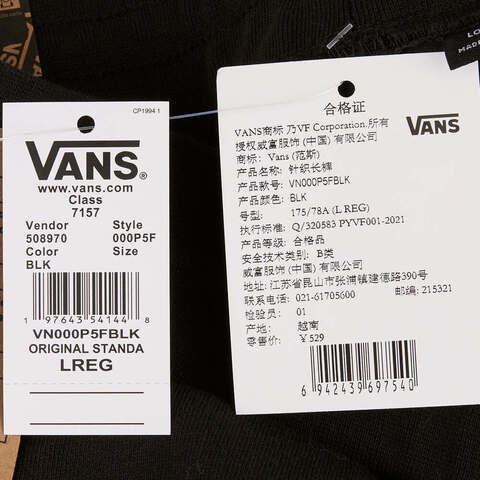 VANS
CP1994 1
VANS®
www.vans.com
Class
7157
Vendor Style
508970 000P5F
Color Size
BLK
1 97643 54144 8
VN000P5FBLK
ORIGINAL STANDA
LREG
LO
MADE
合格证
VANS商标 乃VF Corporation.所有
授权威富服饰 (中国) 有限公司
商标: Vans (范斯)
产品名称: 针织长裤
产品款号: VN000P5FBLK
产品颜色: BLK
号型: 175/78A (L REG)
执行标准: Q/320583 PYVF001-2021
产品等级: 合格品
安全技术类别: B类
威富服饰 (中国) 有限公司
地址: 江苏省昆山市张浦镇建德路390号
联系电话: 021-61705600 邮编: 215321
检验员: 01
产地: 越南
零售价: ¥529
VANS
6 942439 697540